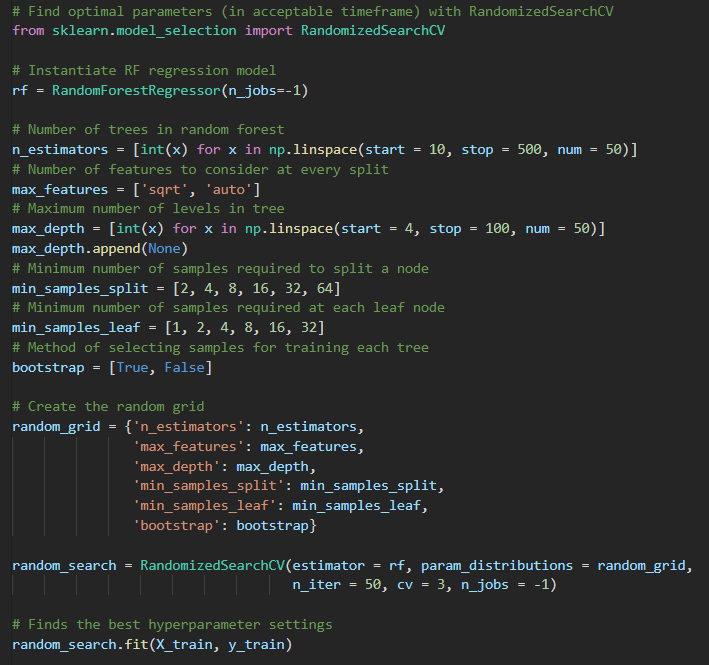 # Find optimal parameters (in acceptable timeframe) with RandomizedSearchCV
from sklearn.model_selection import RandomizedSearchCV

# Instantiate RF regression model
rf = RandomForestRegressor(n_jobs=-1)

# Number of trees in random forest
n_estimators = [int(x) for x in np.linspace(start = 10, stop = 500, num = 50)]
# Number of features to consider at every split
max_features = ['sqrt', 'auto']
# Maximum number of levels in tree
max_depth = [int(x) for x in np.linspace(start = 4, stop = 100, num = 50)]
max_depth.append(None)
# Minimum number of samples required to split a node
min_samples_split = [2, 4, 8, 16, 32, 64]
# Minimum number of samples required at each leaf node
min_samples_leaf = [1, 2, 4, 8, 16, 32]
# Method of selecting samples for training each tree
bootstrap = [True, False]

# Create the random grid
random_grid = {'n_estimators': n_estimators,
               'max_features': max_features,
               'max_depth': max_depth,
               'min_samples_split': min_samples_split,
               'min_samples_leaf': min_samples_leaf,
               'bootstrap': bootstrap}

random_search = RandomizedSearchCV(estimator = rf, param_distributions = random_grid,
                                   n_iter = 50, cv = 3, n_jobs = -1)

# Finds the best hyperparameter settings
random_search.fit(X_train, y_train)